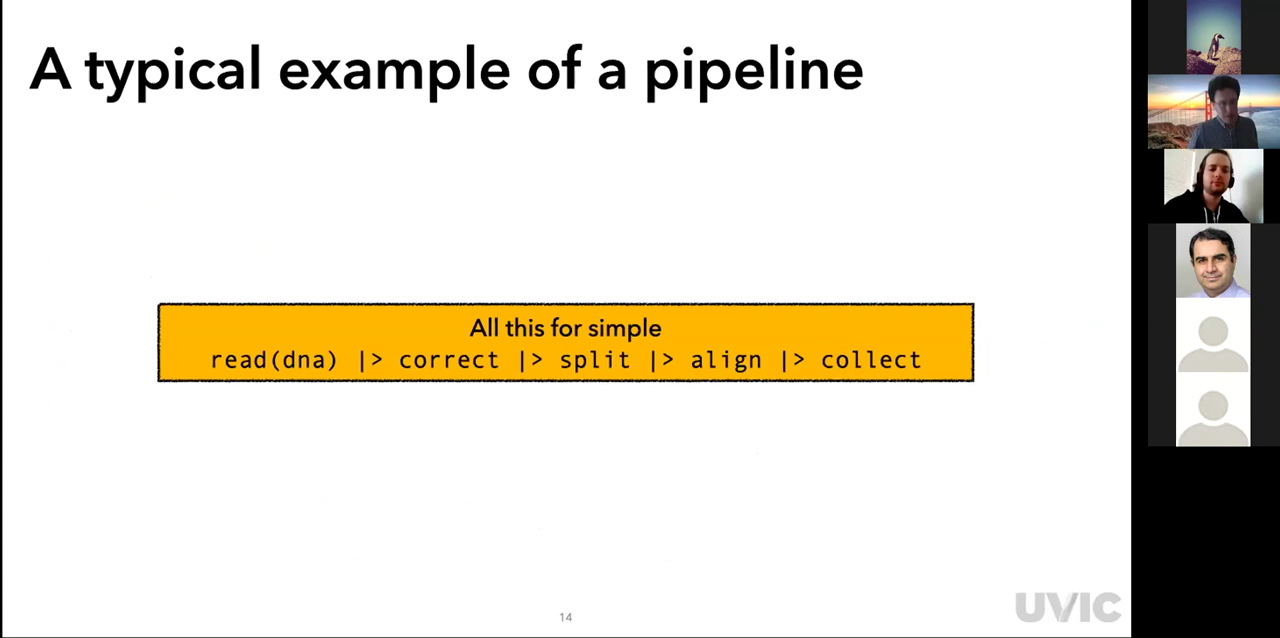 A typical example of a pipeline
All this for simple
read(dna) |> correct |> split |> align |> collect
14
UVIC